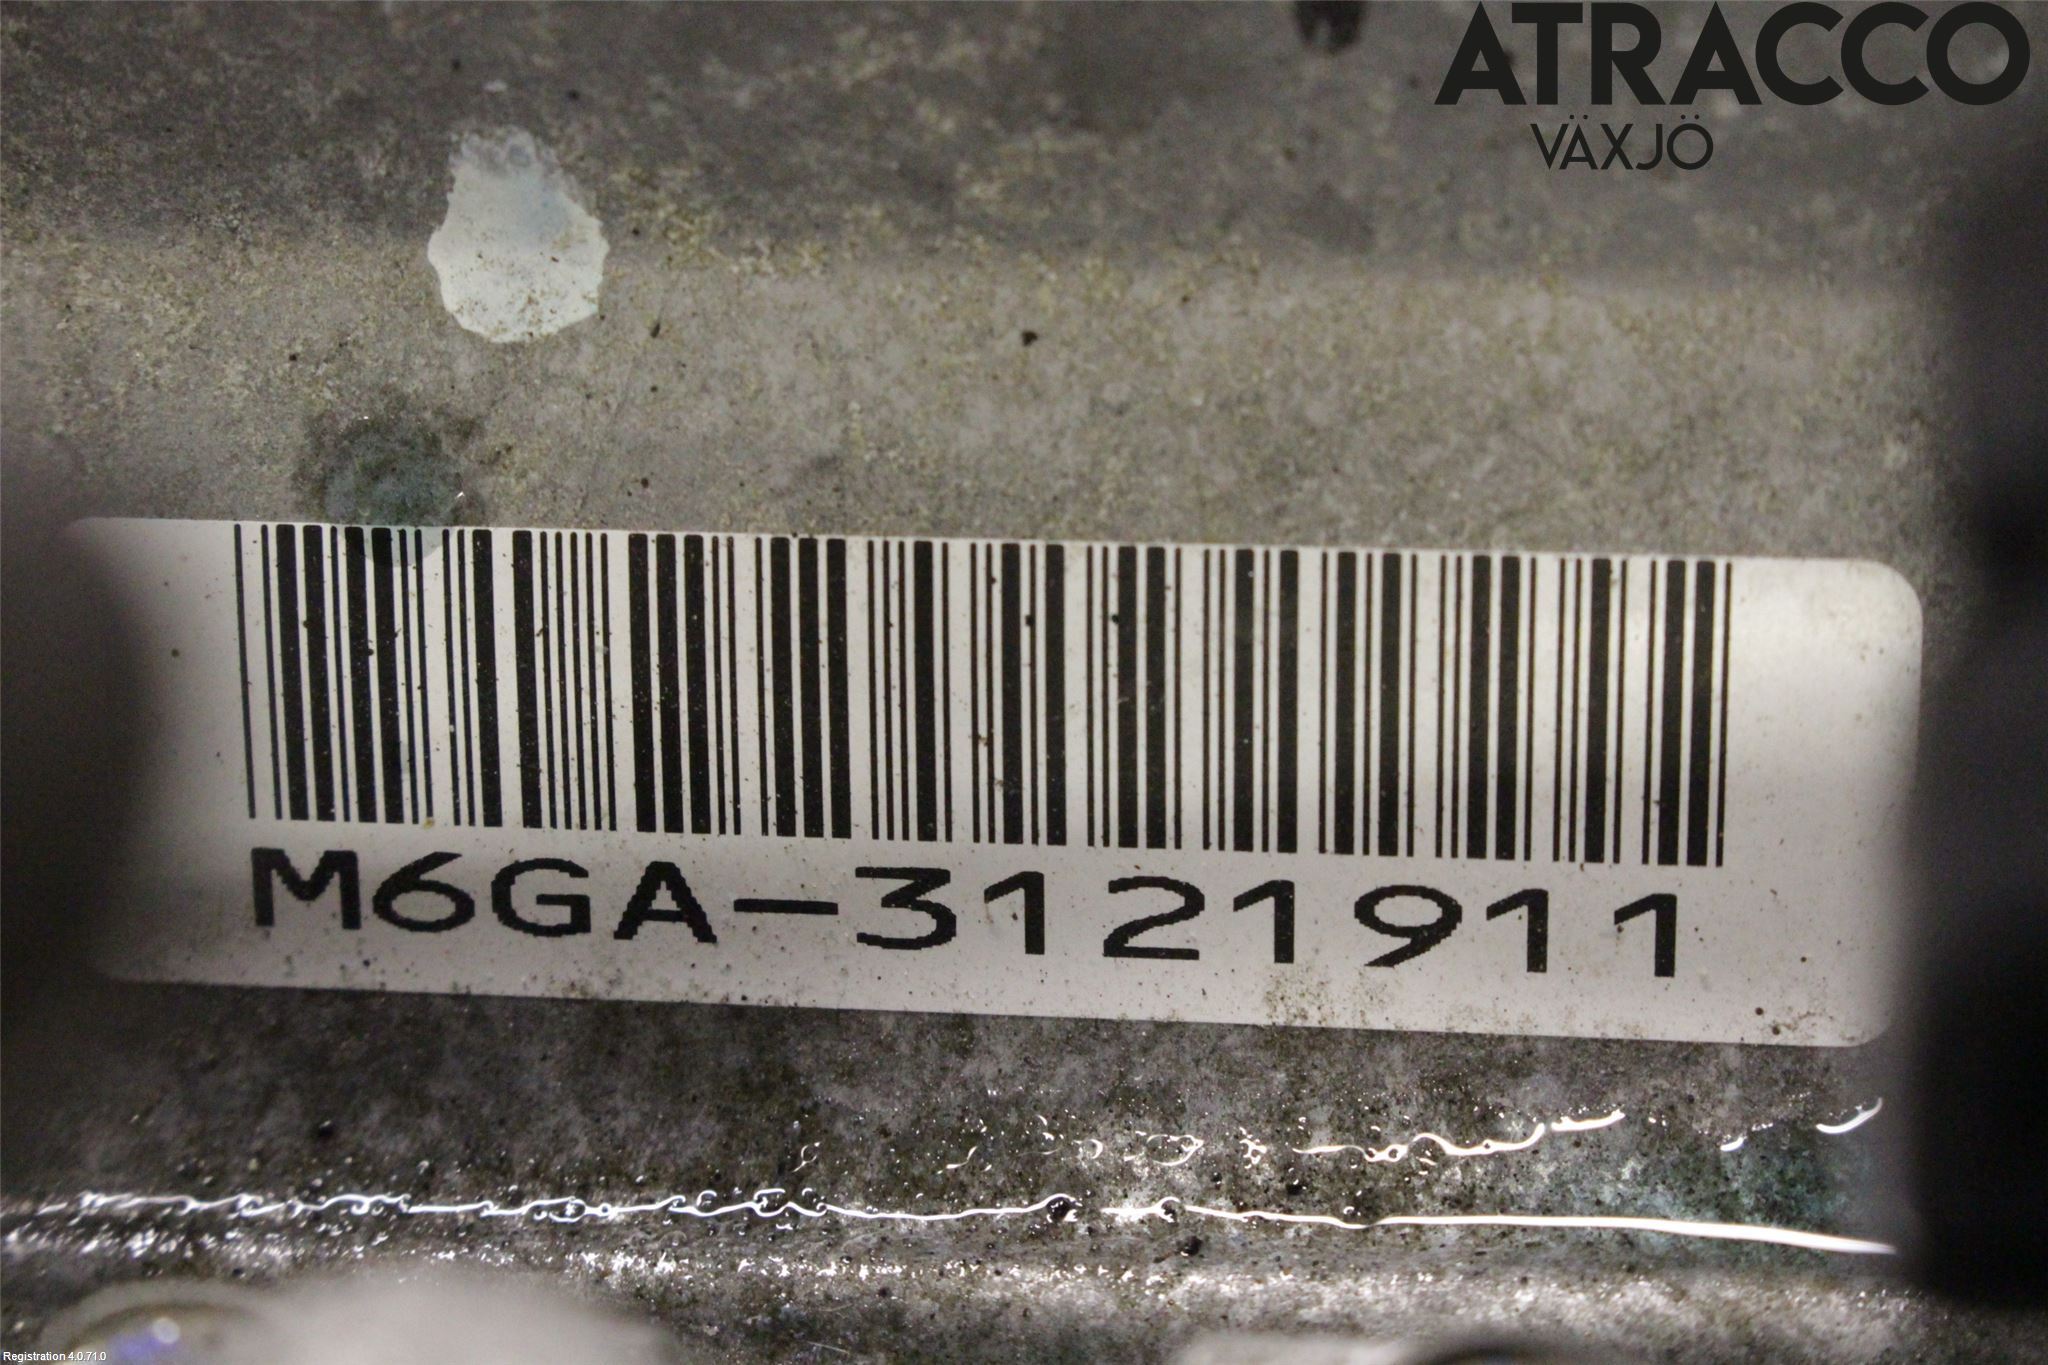 ATRACCO
VÄXJÖ
M6GA-3121911
Registration 4.0.71.0